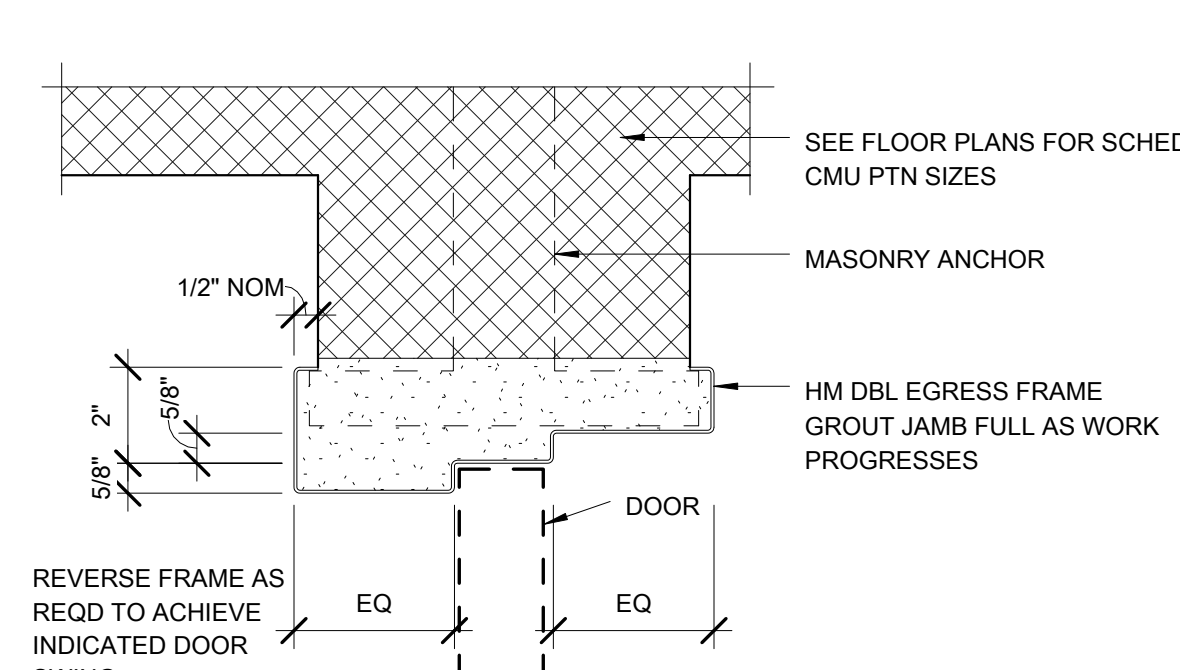 SEE FLOOR PLANS FOR SCHED
CMU PTN SIZES
MASONRY ANCHOR
1/2" NOM
2"
5/8"
5/8"
HM DBL EGRESS FRAME
GROUT JAMB FULL AS WORK
PROGRESSES
DOOR
REVERSE FRAME AS
REQD TO ACHIEVE
INDICATED DOOR
EQ
EQ